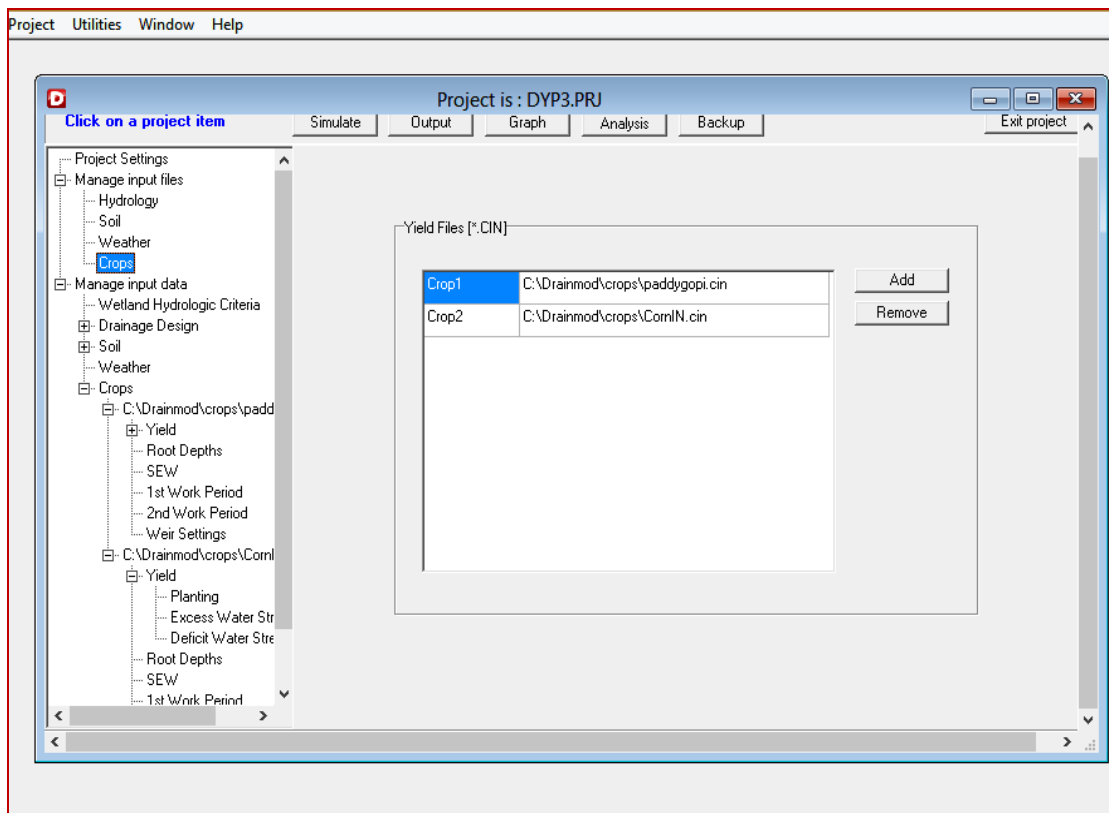 Project Utilities Window Help
Project is : DYP3.PRJ
Click on a project item Simulate Output Graph Analysis Backup Exit project
Project Settings
Manage input files
Hydrology
Soil
Weather
Crops
Manage input data
Wetland Hydrologic Criteria
Drainage Design
Soil
Weather
Crops
C:\Drainmod\crops\padd
Yield
Root Depths
SEW
1st Work Period
2nd Work Period
Weir Settings
C:\Drainmod\crops\CornI
Yield
Planting
Excess Water Str
Deficit Water Stre
Root Depths
SEW
1st Work Period
Yield Files [*.CIN]
Crop1 C:\Drainmod\crops\paddygopi.cin
Crop2 C:\Drainmod\crops\CornIN.cin
Add
Remove